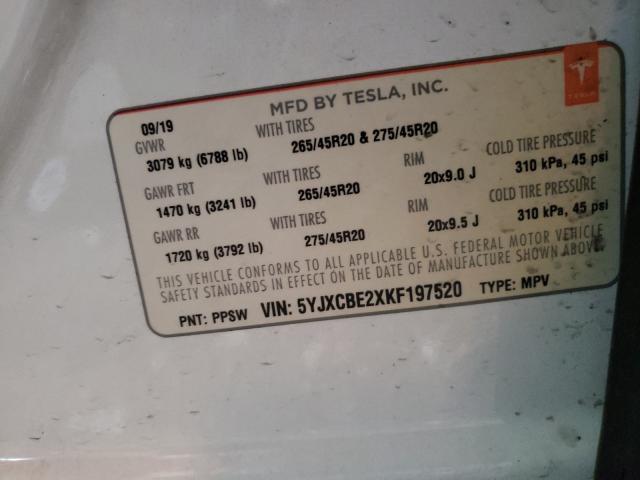 MFD BY TESLA, INC.
TESLA
09/19
GVWR WITH TIRES
3079 kg (6788 lb) 265/45R20 & 275/45R20
GAWR FRT WITH TIRES RIM COLD TIRE PRESSURE
1470 kg (3241 lb) 265/45R20 20x9.0 J 310 kPa, 45 psi
GAWR RR WITH TIRES RIM COLD TIRE PRESSURE
1720 kg (3792 lb) 275/45R20 20x9.5 J 310 kPa, 45 psi
THIS VEHICLE CONFORMS TO ALL APPLICABLE U.S. FEDERAL MOTOR VEHICLE
SAFETY STANDARDS IN EFFECT ON THE DATE OF MANUFACTURE SHOWN ABOVE.
PNT: PPSW VIN: 5YJXCBE2XKF197520 TYPE: MPV